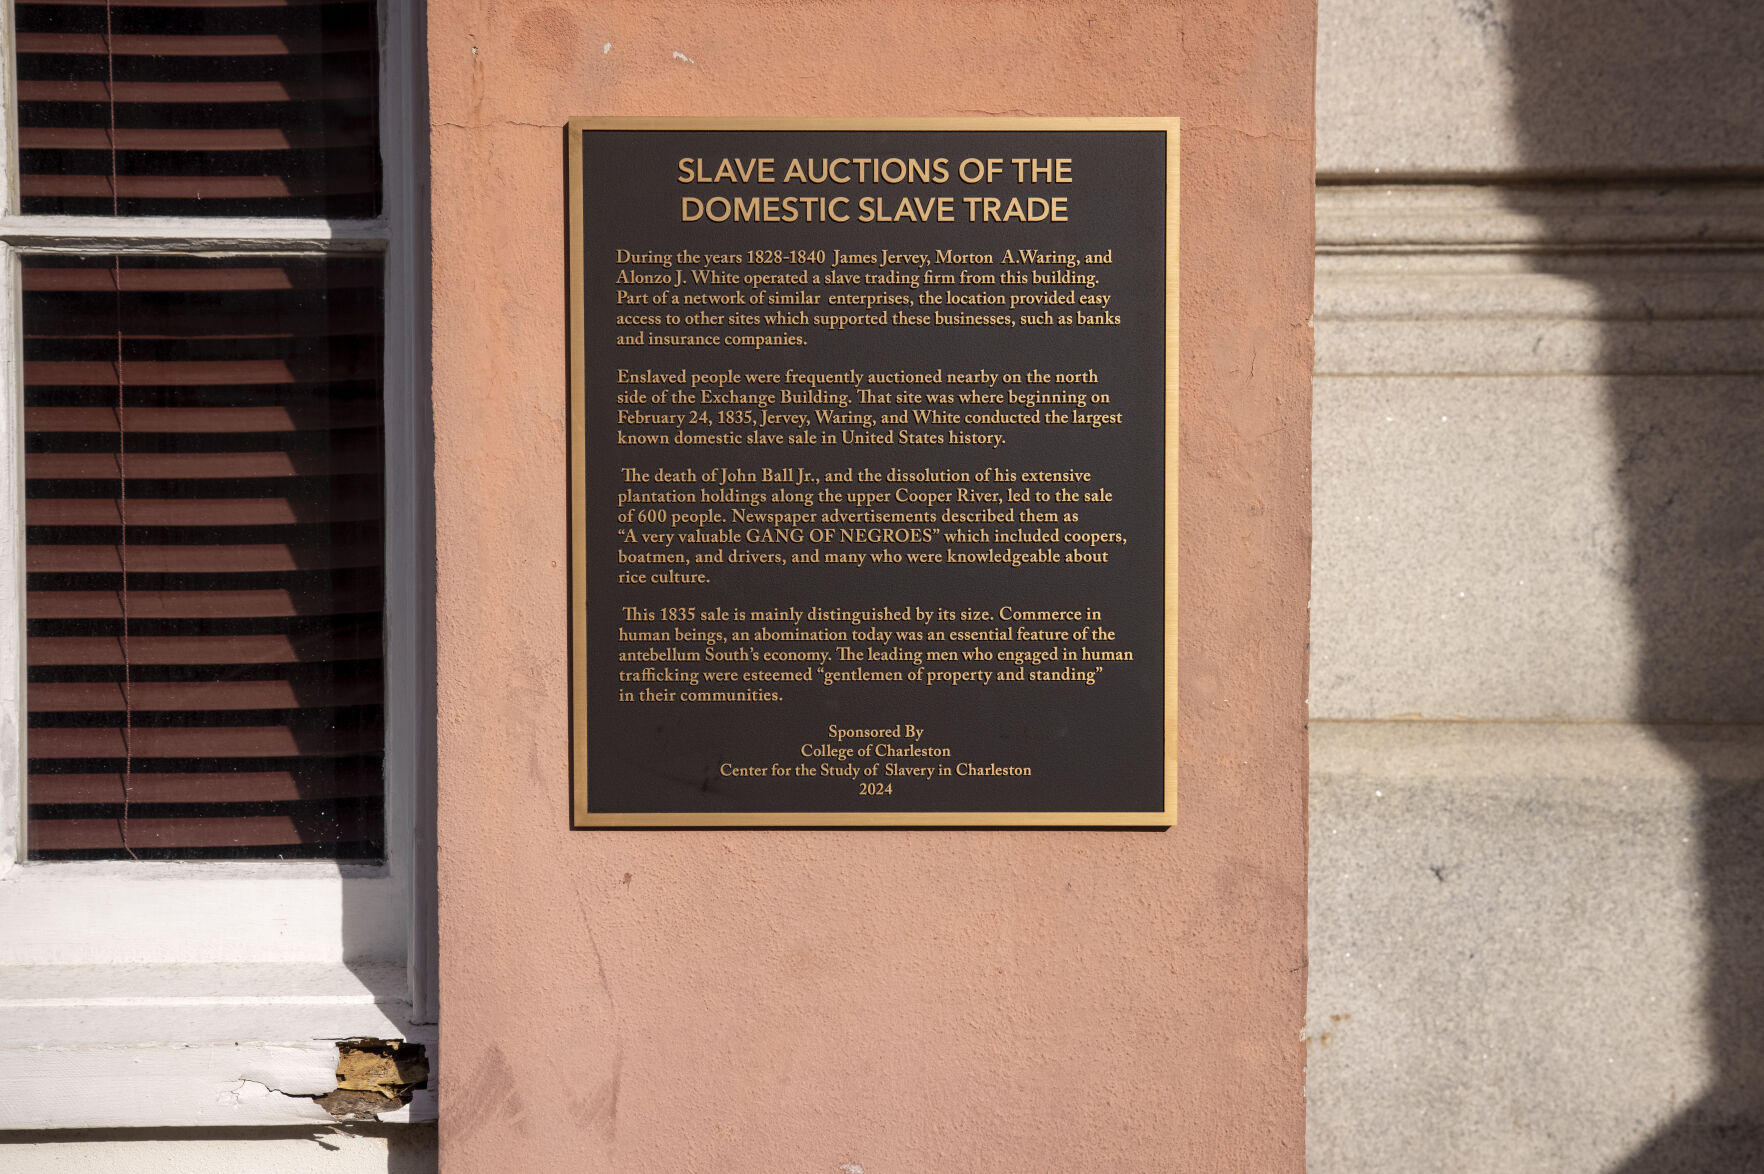 SLAVE AUCTIONS OF THE
DOMESTIC SLAVE TRADE
During the years 1828-1840 James Jervey, Morton A.Waring, and
Alonzo J. White operated a slave trading firm from this building.
Part of a network of similar enterprises, the location provided easy
access to other sites which supported these businesses, such as banks
and insurance companies.
Enslaved people were frequently auctioned nearby on the north
side of the Exchange Building. That site was where beginning on
February 24, 1835, Jervey, Waring, and White conducted the largest
known domestic slave sale in United States history.
The death of John Ball Jr., and the dissolution of his extensive
plantation holdings along the upper Cooper River, led to the sale
of 600 people. Newspaper advertisements described them as
“A very valuable GANG OF NEGROES” which included coopers,
boatmen, and drivers, and many who were knowledgeable about
rice culture.
This 1835 sale is mainly distinguished by its size. Commerce in
human beings, an abomination today was an essential feature of the
antebellum South’s economy. The leading men who engaged in human
trafficking were esteemed “gentlemen of property and standing”
in their communities.
Sponsored By
College of Charleston
Center for the Study of Slavery in Charleston
2024